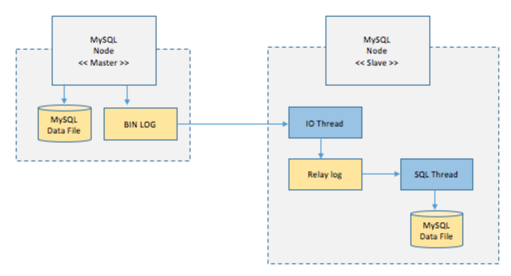 MySQL
Node
<< Master >>
MySQL
Data File
BIN LOG
MySQL
Node
<< Slave >>
IO Thread
Relay log
SQL Thread
MySQL
Data File